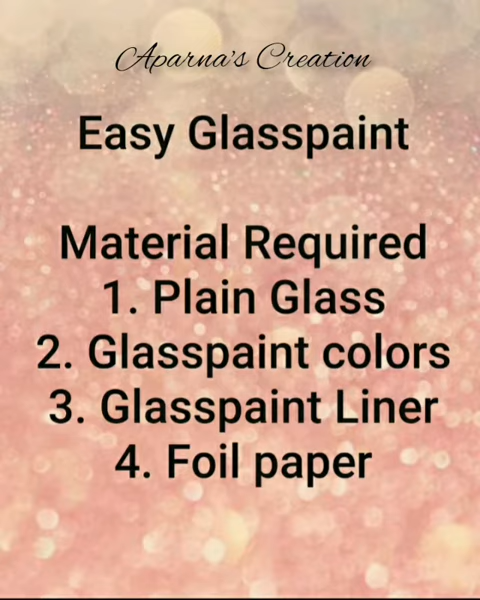 Aparna's Creation
Easy Glasspaint
Material Required
1. Plain Glass
2. Glasspaint colors
3. Glasspaint Liner
4. Foil paper